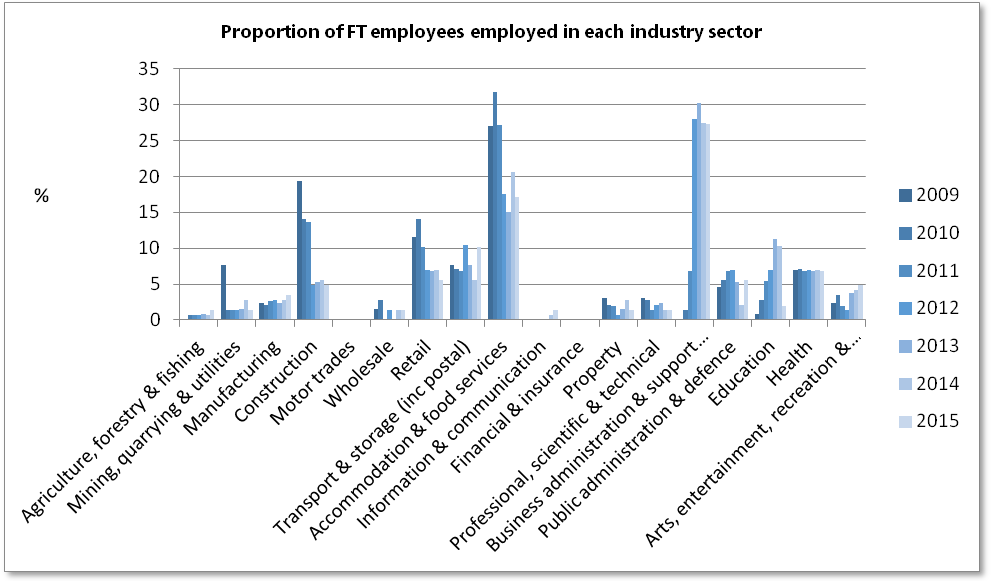 Proportion of FT employees employed in each industry sector
35
30
25
20
15
10
5
0
%
Agriculture, forestry & fishing
Mining, quarrying & utilities
Manufacturing
Construction
Motor trades
Wholesale
Retail
Transport & storage (inc postal)
Accommodation & food services
Information & communication
Financial & insurance
Property
Professional, scientific & technical
Business administration & support...
Public administration & defence
Education
Health
Arts, entertainment, recreation &...
2009
2010
2011
2012
2013
2014
2015